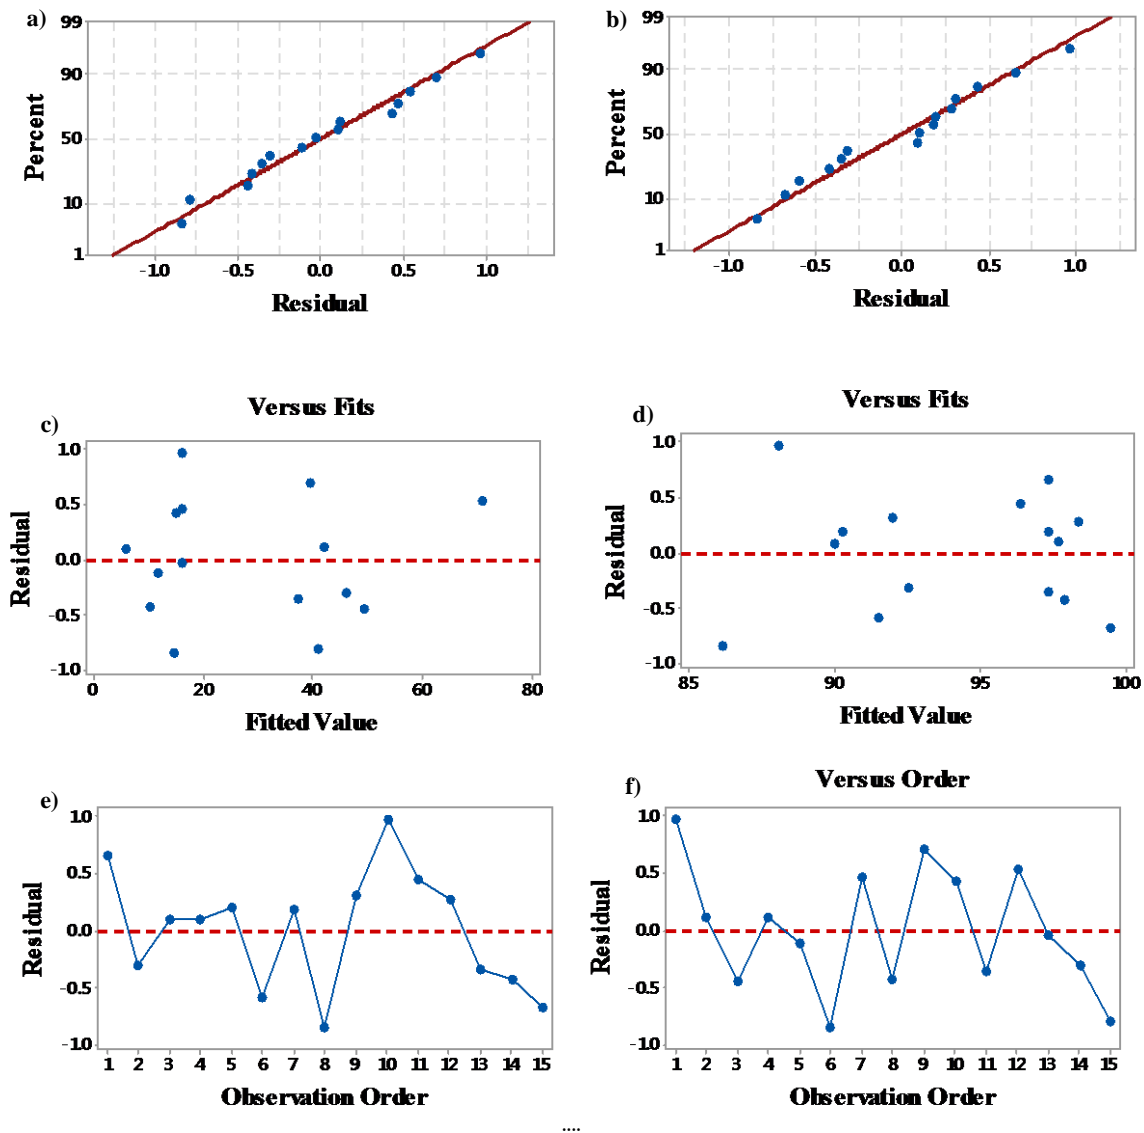 a)
99
90
50
10
1
Percent
-1.0 -0.5 0.0 0.5 1.0
Residual
b)
99
90
50
10
1
Percent
-1.0 -0.5 0.0 0.5 1.0
Residual
Versus Fits
c)
1.0
0.5
0.0
-0.5
-1.0
Residual
0 20 40 60 80
Fitted Value
Versus Fits
d)
1.0
0.5
0.0
-0.5
-1.0
Residual
85 90 95 100
Fitted Value
e)
1.0
0.5
0.0
-0.5
-1.0
Residual
1 2 3 4 5 6 7 8 9 10 11 12 13 14 15
Observation Order
Versus Order
f)
1.0
0.5
0.0
-0.5
-1.0
Residual
1 2 3 4 5 6 7 8 9 10 11 12 13 14 15
Observation Order
....